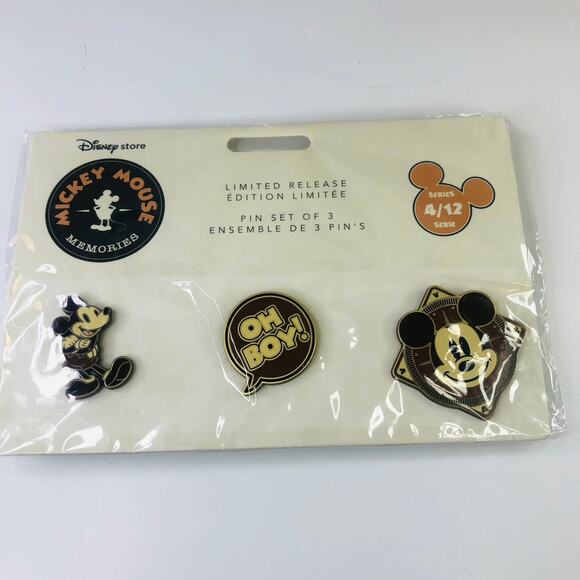 Disney store
MICKEY MOUSE
MEMORIES
LIMITED RELEASE
ÉDITION LIMITÉE
PIN SET OF 3
ENSEMBLE DE 3 PIN'S
SERIES
4/12
SERIE
OH
BOY!